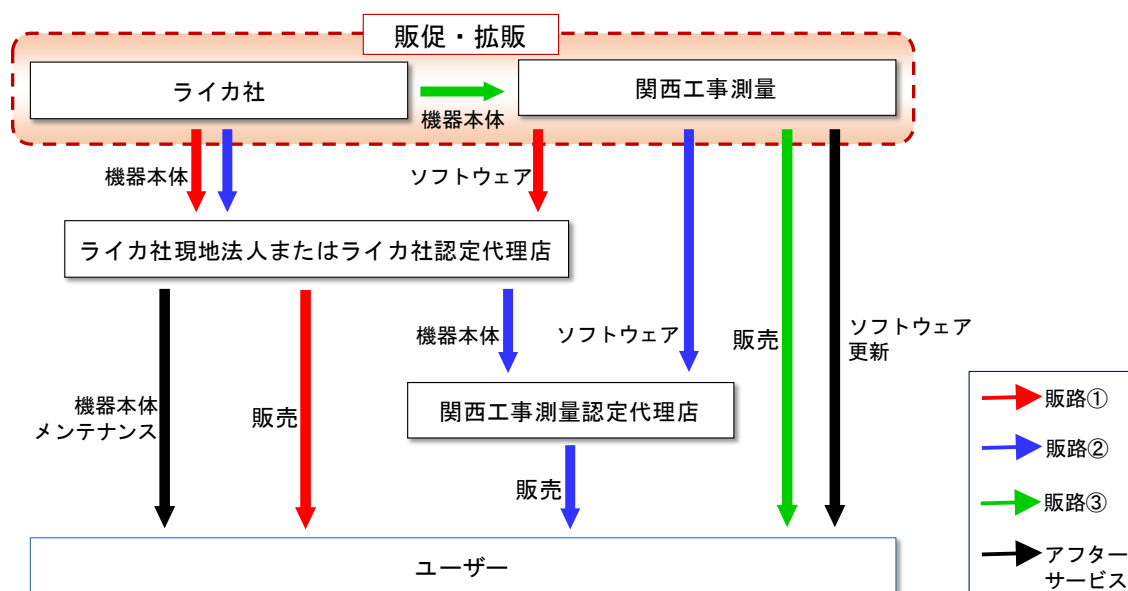 販促・拡販
ライカ社
関西工事測量
機器本体
機器本体
ソフトウェア
ライカ社現地法人またはライカ社認定代理店
機器本体
ソフトウェア
販売
ソフトウェア
更新
機器本体
メンテナンス
販売
関西工事測量認定代理店
販売
ユーザー
販路①
販路②
販路③
アフター
サービス